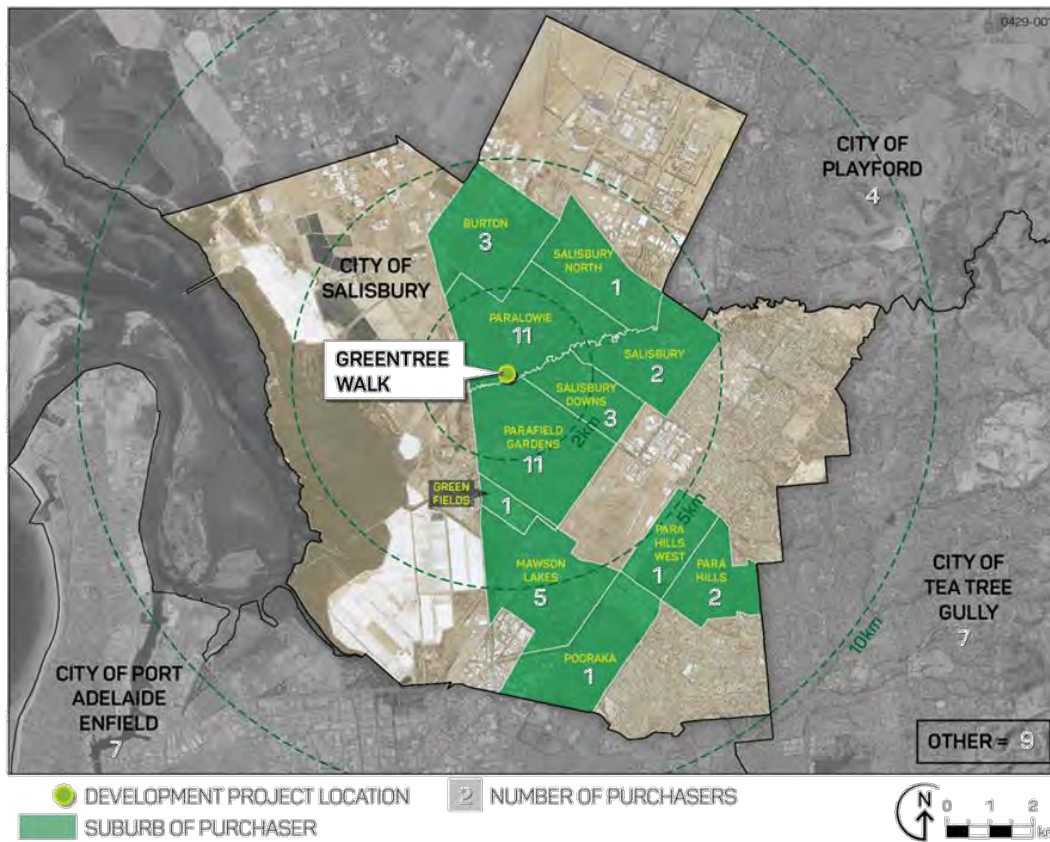 0429-001
CITY OF
PLAYFORD
4
BURTON
3
SALISBURY
NORTH
1
CITY OF
SALISBURY
PARALOWIE
11
GREENTREE
WALK
SALISBURY
2
SALISBURY
DOWNS
3
2km
PARAFIELD
GARDENS
11
GREEN
FIELDS
1
5km
PARA
HILLS
WEST
1
PARA
HILLS
2
MAWSON
LAKES
5
CITY OF
TEA TREE
GULLY
7
10km
POORAKA
1
CITY OF PORT
ADELAIDE
ENFIELD
7
OTHER = 9
DEVELOPMENT PROJECT LOCATION
2 NUMBER OF PURCHASERS
SUBURB OF PURCHASER
N
0 1 2
km